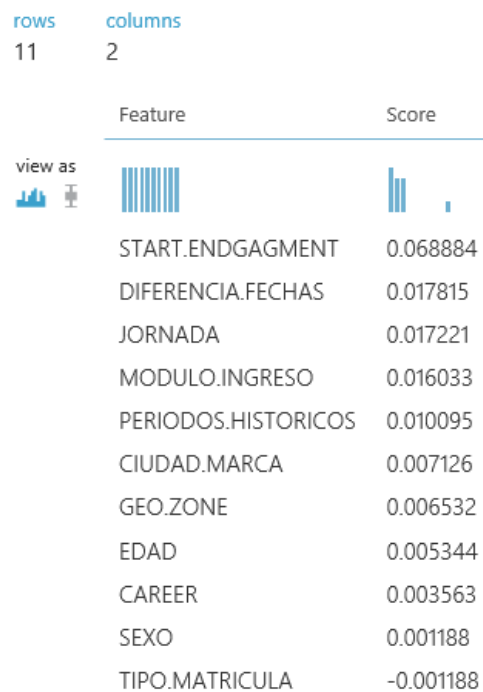 rows columns
11 2
Feature Score
view as
START.ENDGAGMENT 0.068884
DIFERENCIA.FECHAS 0.017815
JORNADA 0.017221
MODULO.INGRESO 0.016033
PERIODOS.HISTORICOS 0.010095
CIUDAD.MARCA 0.007126
GEO.ZONE 0.006532
EDAD 0.005344
CAREER 0.003563
SEXO 0.001188
TIPO.MATRICULA -0.001188